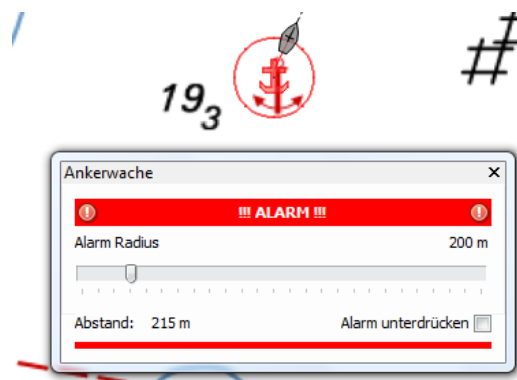 19₃
Ankerwache
!!! ALARM !!!
Alarm Radius 200 m
Abstand: 215 m Alarm unterdrücken